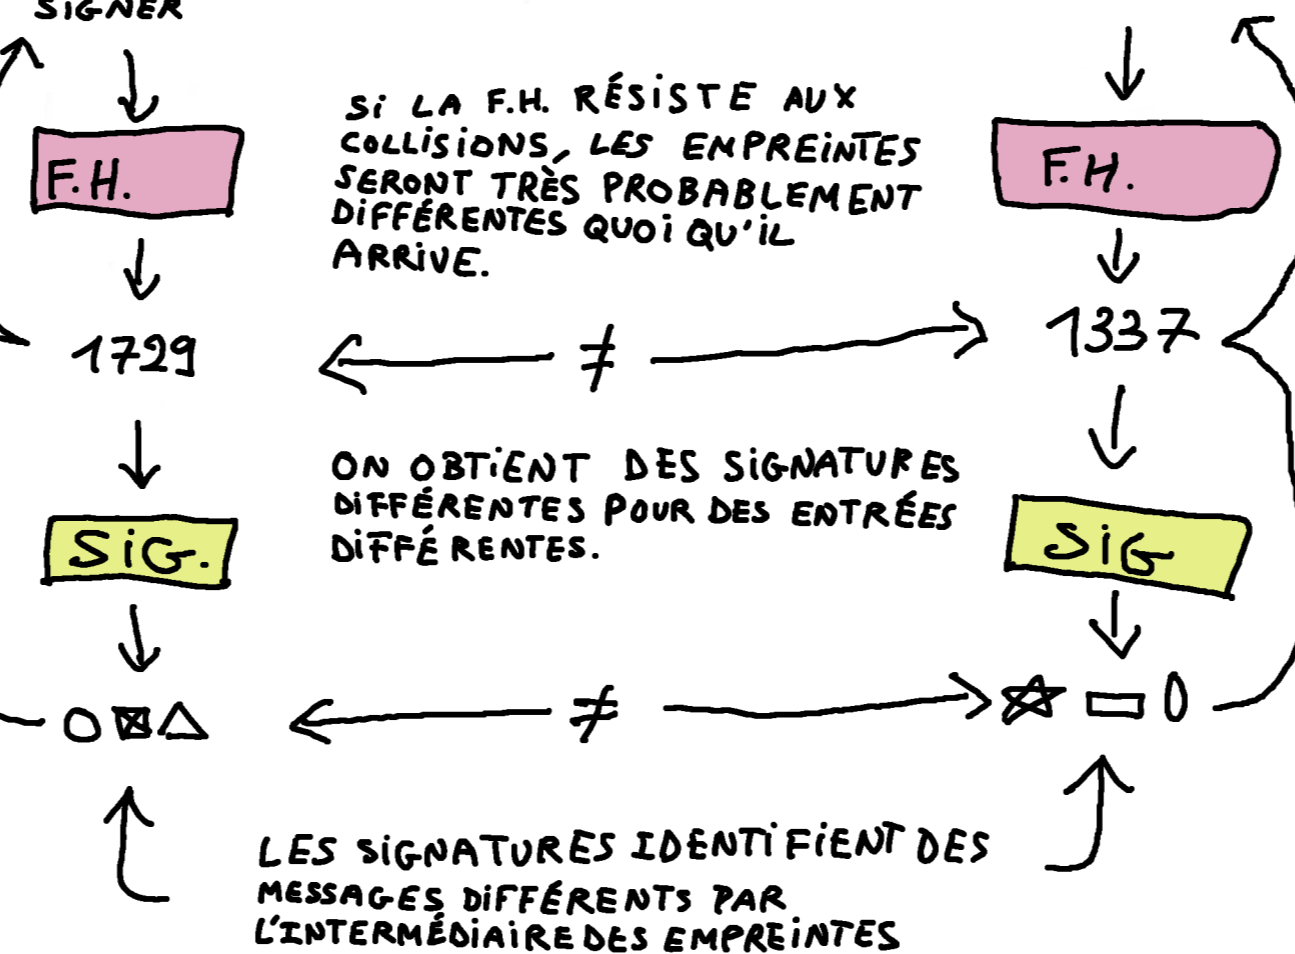 SIGNER
SI LA F.H. RÉSISTE AUX
COLLISIONS, LES EMPREINTES
SERONT TRÈS PROBABLEMENT
DIFFÉRENTES QUOI QU'IL
ARRIVE.
F.H.
F.H.
1729
≠
1337
ON OBTIENT DES SIGNATURES
DIFFÉRENTES POUR DES ENTRÉES
DIFFÉRENTES.
SIG.
SIG
≠
LES SIGNATURES IDENTIFIENT DES
MESSAGES DIFFÉRENTS PAR
L'INTERMÉDIAIRE DES EMPREINTES